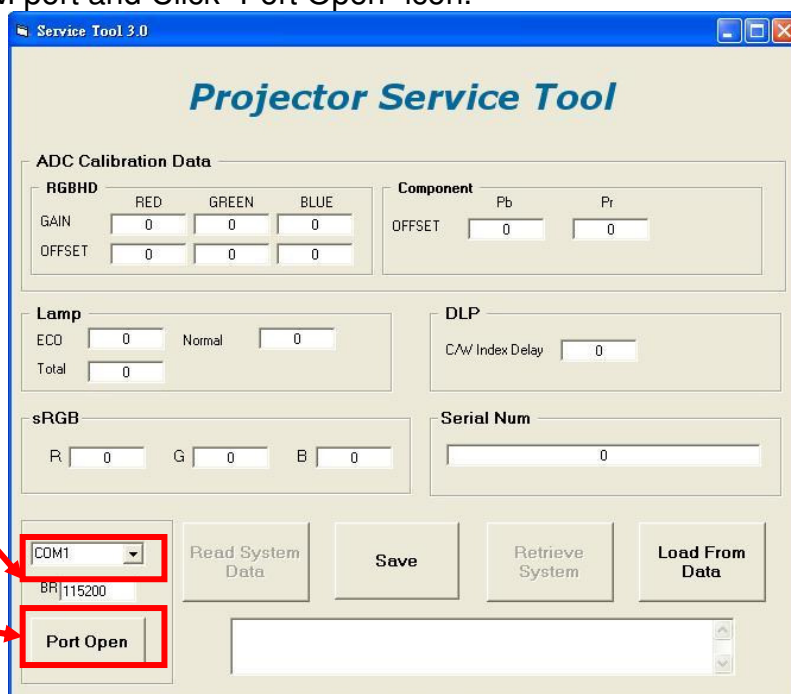 port and Click "Port Open" icon.
Service Tool 3.0
Projector Service Tool
ADC Calibration Data
RGBHD
RED GREEN BLUE
GAIN 0 0 0
OFFSET 0 0 0
Component
Pb Pr
OFFSET 0 0
Lamp
ECO 0 Normal 0
Total 0
DLP
C/W Index Delay 0
sRGB
R 0 G 0 B 0
Serial Num
0
COM1
BR 115200
Port Open
Read System
Data
Save
Retrieve
System
Load From
Data